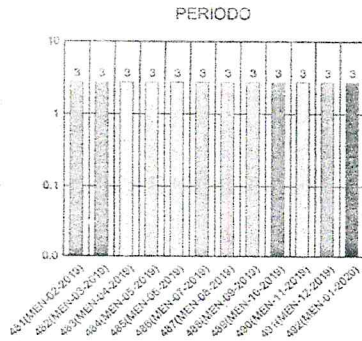 PERIODO
10
3 3 3 3 3 3 3 3 3 3 3 3
1
0.1
0.0
481(MEN-02-2019)
482(MEN-03-2019)
483(MEN-04-2019)
484(MEN-05-2019)
485(MEN-06-2019)
486(MEN-07-2019)
487(MEN-08-2019)
488(MEN-09-2019)
489(MEN-10-2019)
490(MEN-11-2019)
491(MEN-12-2019)
492(MEN-01-2020)